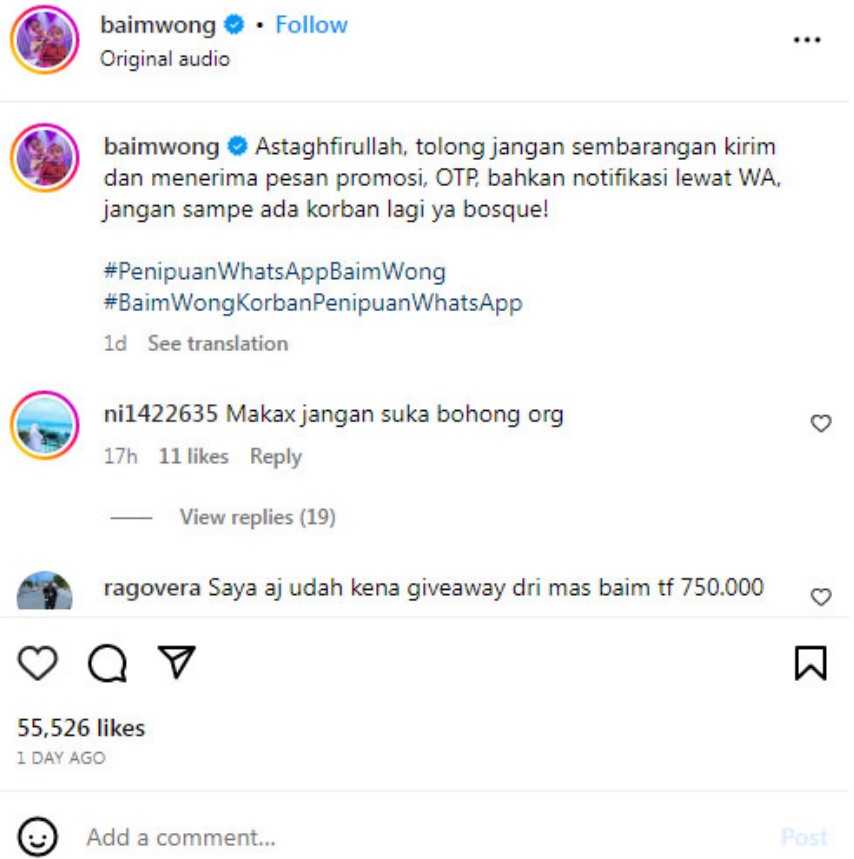 baimwong • Follow
Original audio
baimwong Astaghfirullah, tolong jangan sembarangan kirim
dan menerima pesan promosi, OTP, bahkan notifikasi lewat WA,
jangan sampe ada korban lagi ya bosque!
#PenipuanWhatsAppBaimWong
#BaimWongKorbanPenipuanWhatsApp
1d See translation
ni1422635 Makax jangan suka bohong org
17h 11 likes Reply
View replies (19)
ragovera Saya aj udah kena giveaway dri mas baim tf 750.000
55,526 likes
1 DAY AGO
Add a comment...
Post